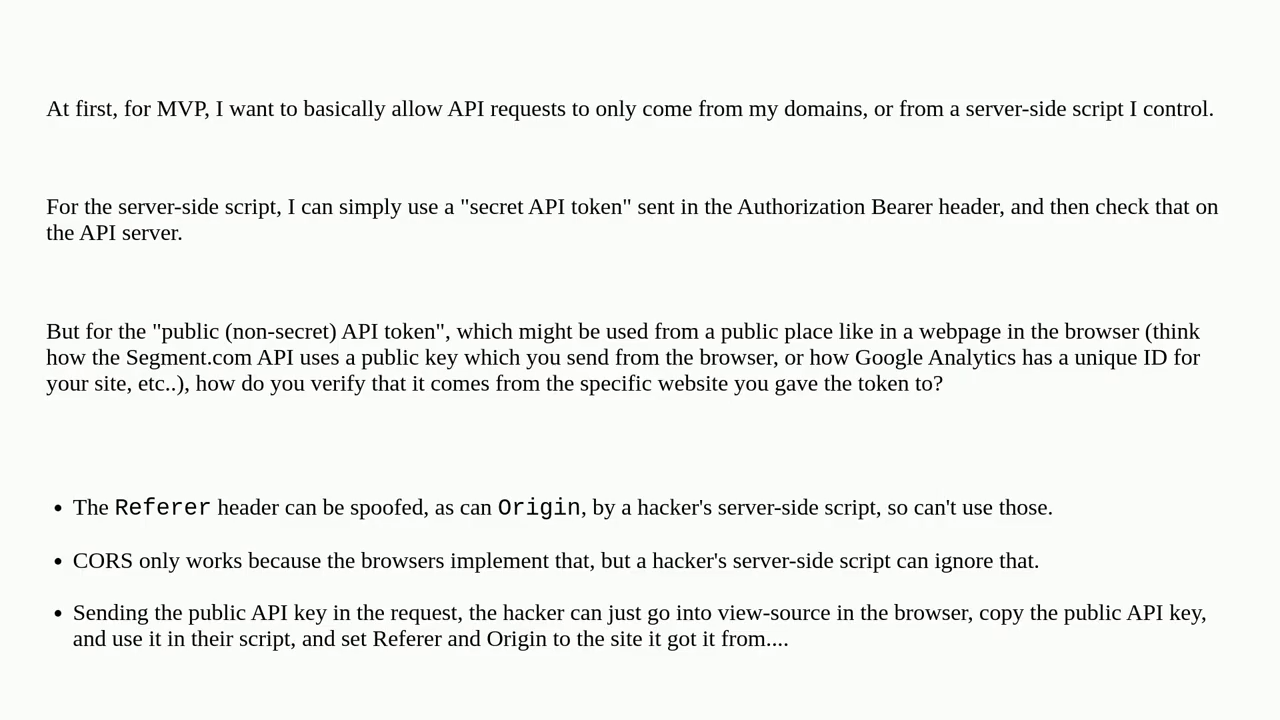 At first, for MVP, I want to basically allow API requests to only come from my domains, or from a server-side script I control.
For the server-side script, I can simply use a "secret API token" sent in the Authorization Bearer header, and then check that on
the API server.
But for the "public (non-secret) API token", which might be used from a public place like in a webpage in the browser (think
how the Segment.com API uses a public key which you send from the browser, or how Google Analytics has a unique ID for
your site, etc..), how do you verify that it comes from the specific website you gave the token to?
• The Referer header can be spoofed, as can Origin, by a hacker's server-side script, so can't use those.
• CORS only works because the browsers implement that, but a hacker's server-side script can ignore that.
• Sending the public API key in the request, the hacker can just go into view-source in the browser, copy the public API key,
and use it in their script, and set Referer and Origin to the site it got it from....